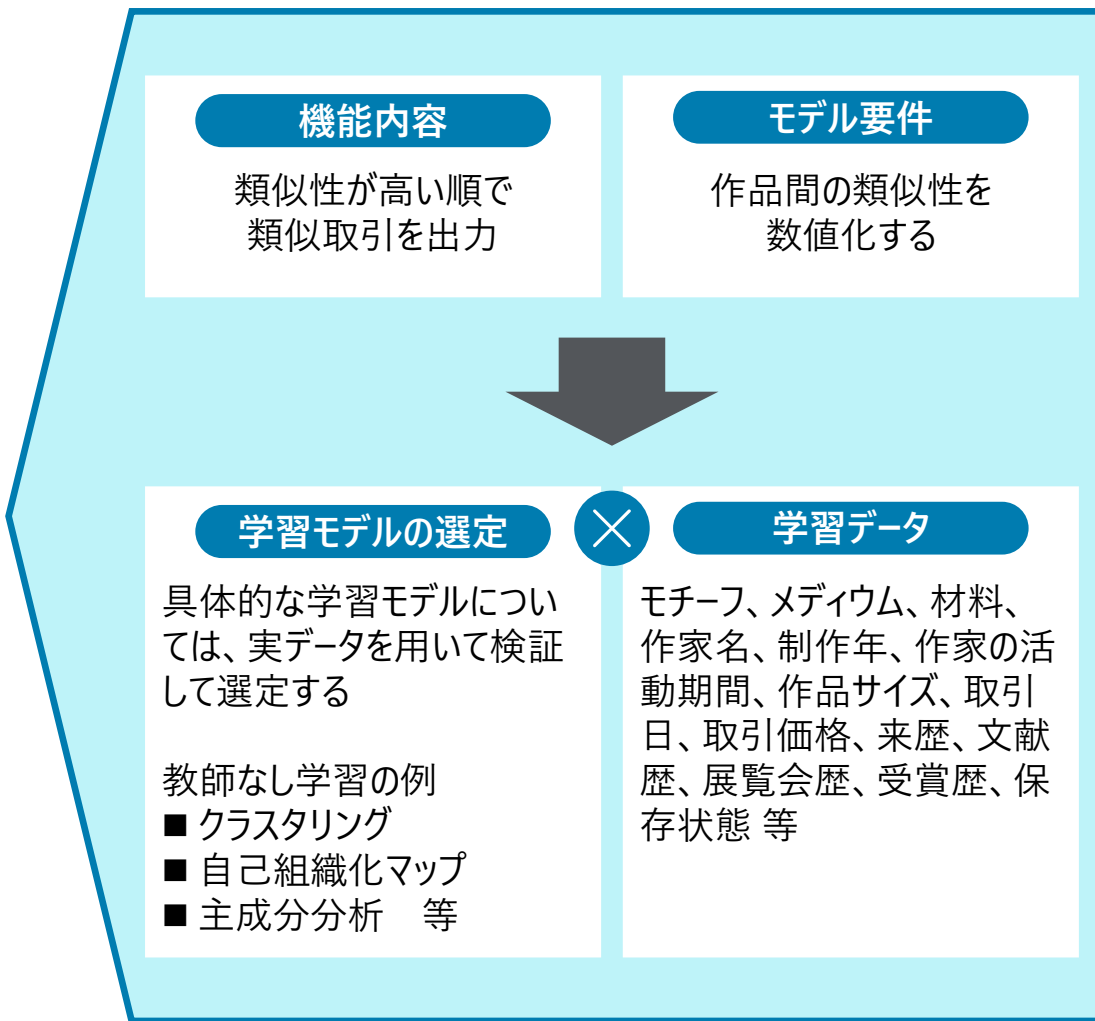 機能内容
類似性が高い順で
類似取引を出力
モデル要件
作品間の類似性を
数値化する
学習モデルの選定
具体的な学習モデルについ
ては、実データを用いて検証
して選定する
教師なし学習の例
■ クラスタリング
■ 自己組織化マップ
■ 主成分分析　等
学習データ
モチーフ、メディウム、材料、
作家名、制作年、作家の活
動期間、作品サイズ、取引
日、取引価格、来歴、文献
歴、展覧会歴、受賞歴、保
存状態 等